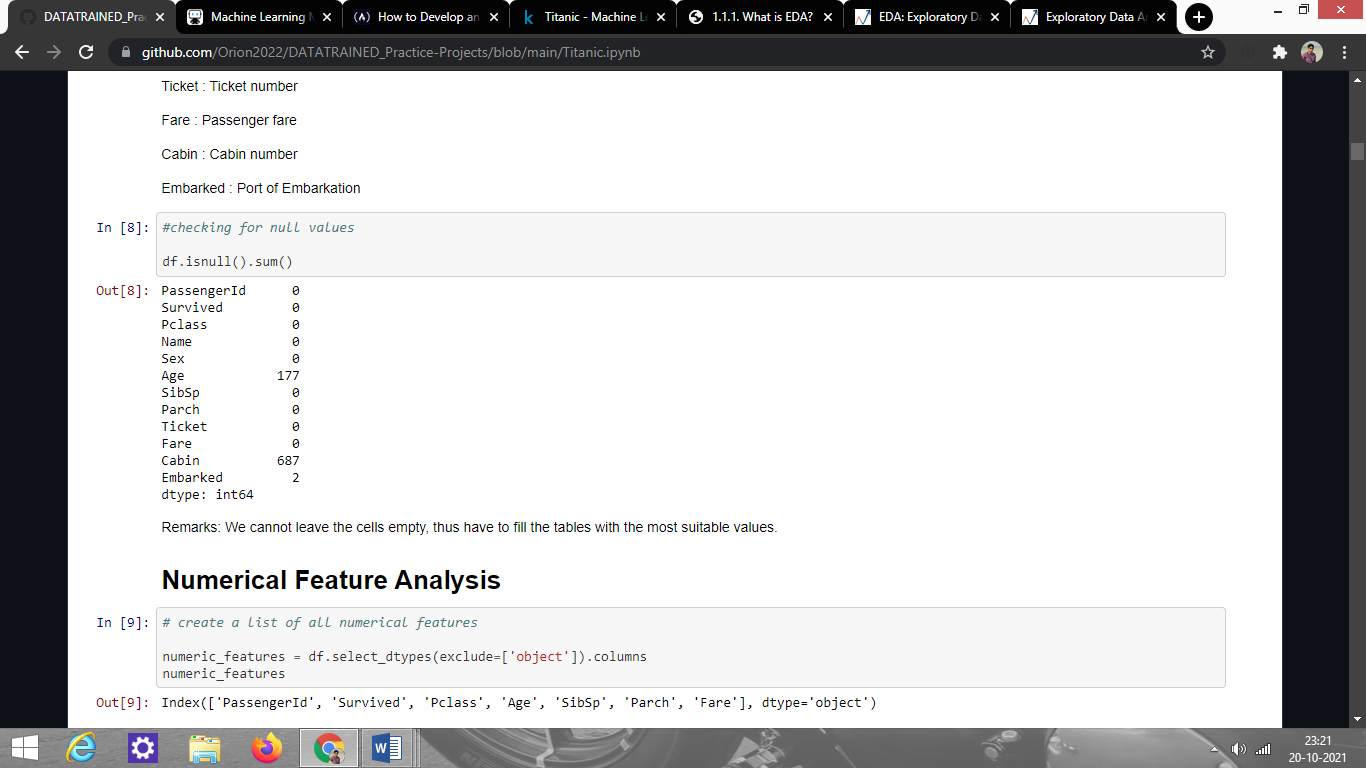 DATATRAINED_Pra
Machine Learning
How to Develop an
Titanic - Machine L
1.1.1. What is EDA?
EDA: Exploratory D
Exploratory Data A
github.com/Orion2022/DATATRAINED_Practice-Projects/blob/main/Titanic.ipynb
Ticket : Ticket number
Fare : Passenger fare
Cabin : Cabin number
Embarked : Port of Embarkation
In [8]: #checking for null values
df.isnull().sum()
Out[8]: PassengerId 0
Survived 0
Pclass 0
Name 0
Sex 0
Age 177
SibSp 0
Parch 0
Ticket 0
Fare 0
Cabin 687
Embarked 2
dtype: int64
Remarks: We cannot leave the cells empty, thus have to fill the tables with the most suitable values.
Numerical Feature Analysis
In [9]: # create a list of all numerical features
numeric_features = df.select_dtypes(exclude=['object']).columns
numeric_features
Out[9]: Index(['PassengerId', 'Survived', 'Pclass', 'Age', 'SibSp', 'Parch', 'Fare'], dtype='object')
23:21
20-10-2021